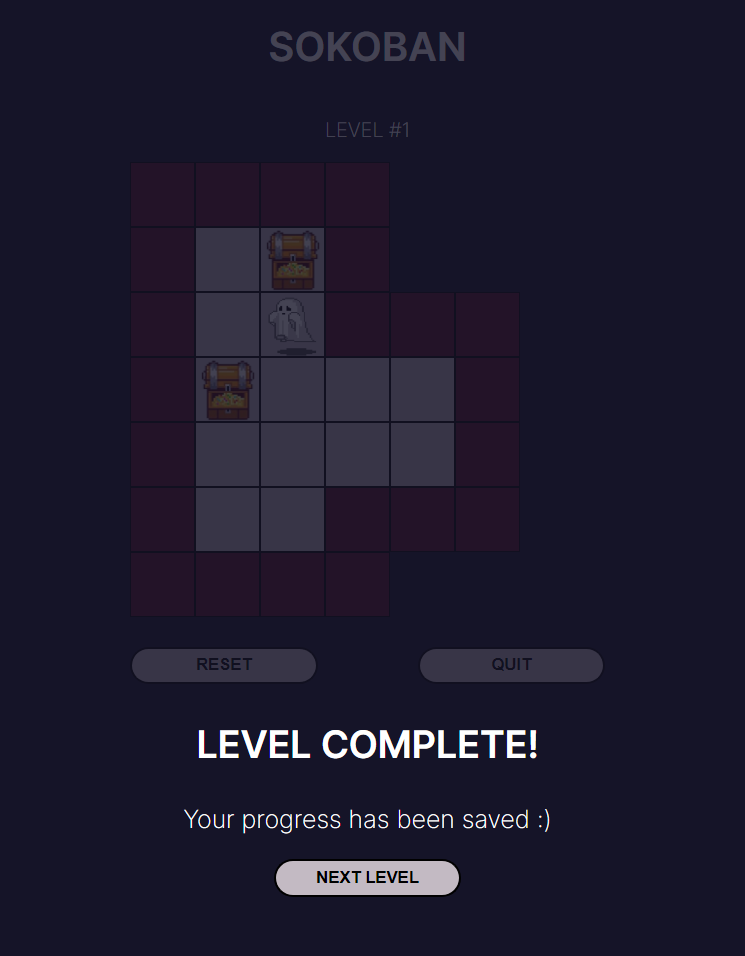 SOKOBAN
LEVEL #1
RESET
QUIT
LEVEL COMPLETE!
Your progress has been saved :)
NEXT LEVEL